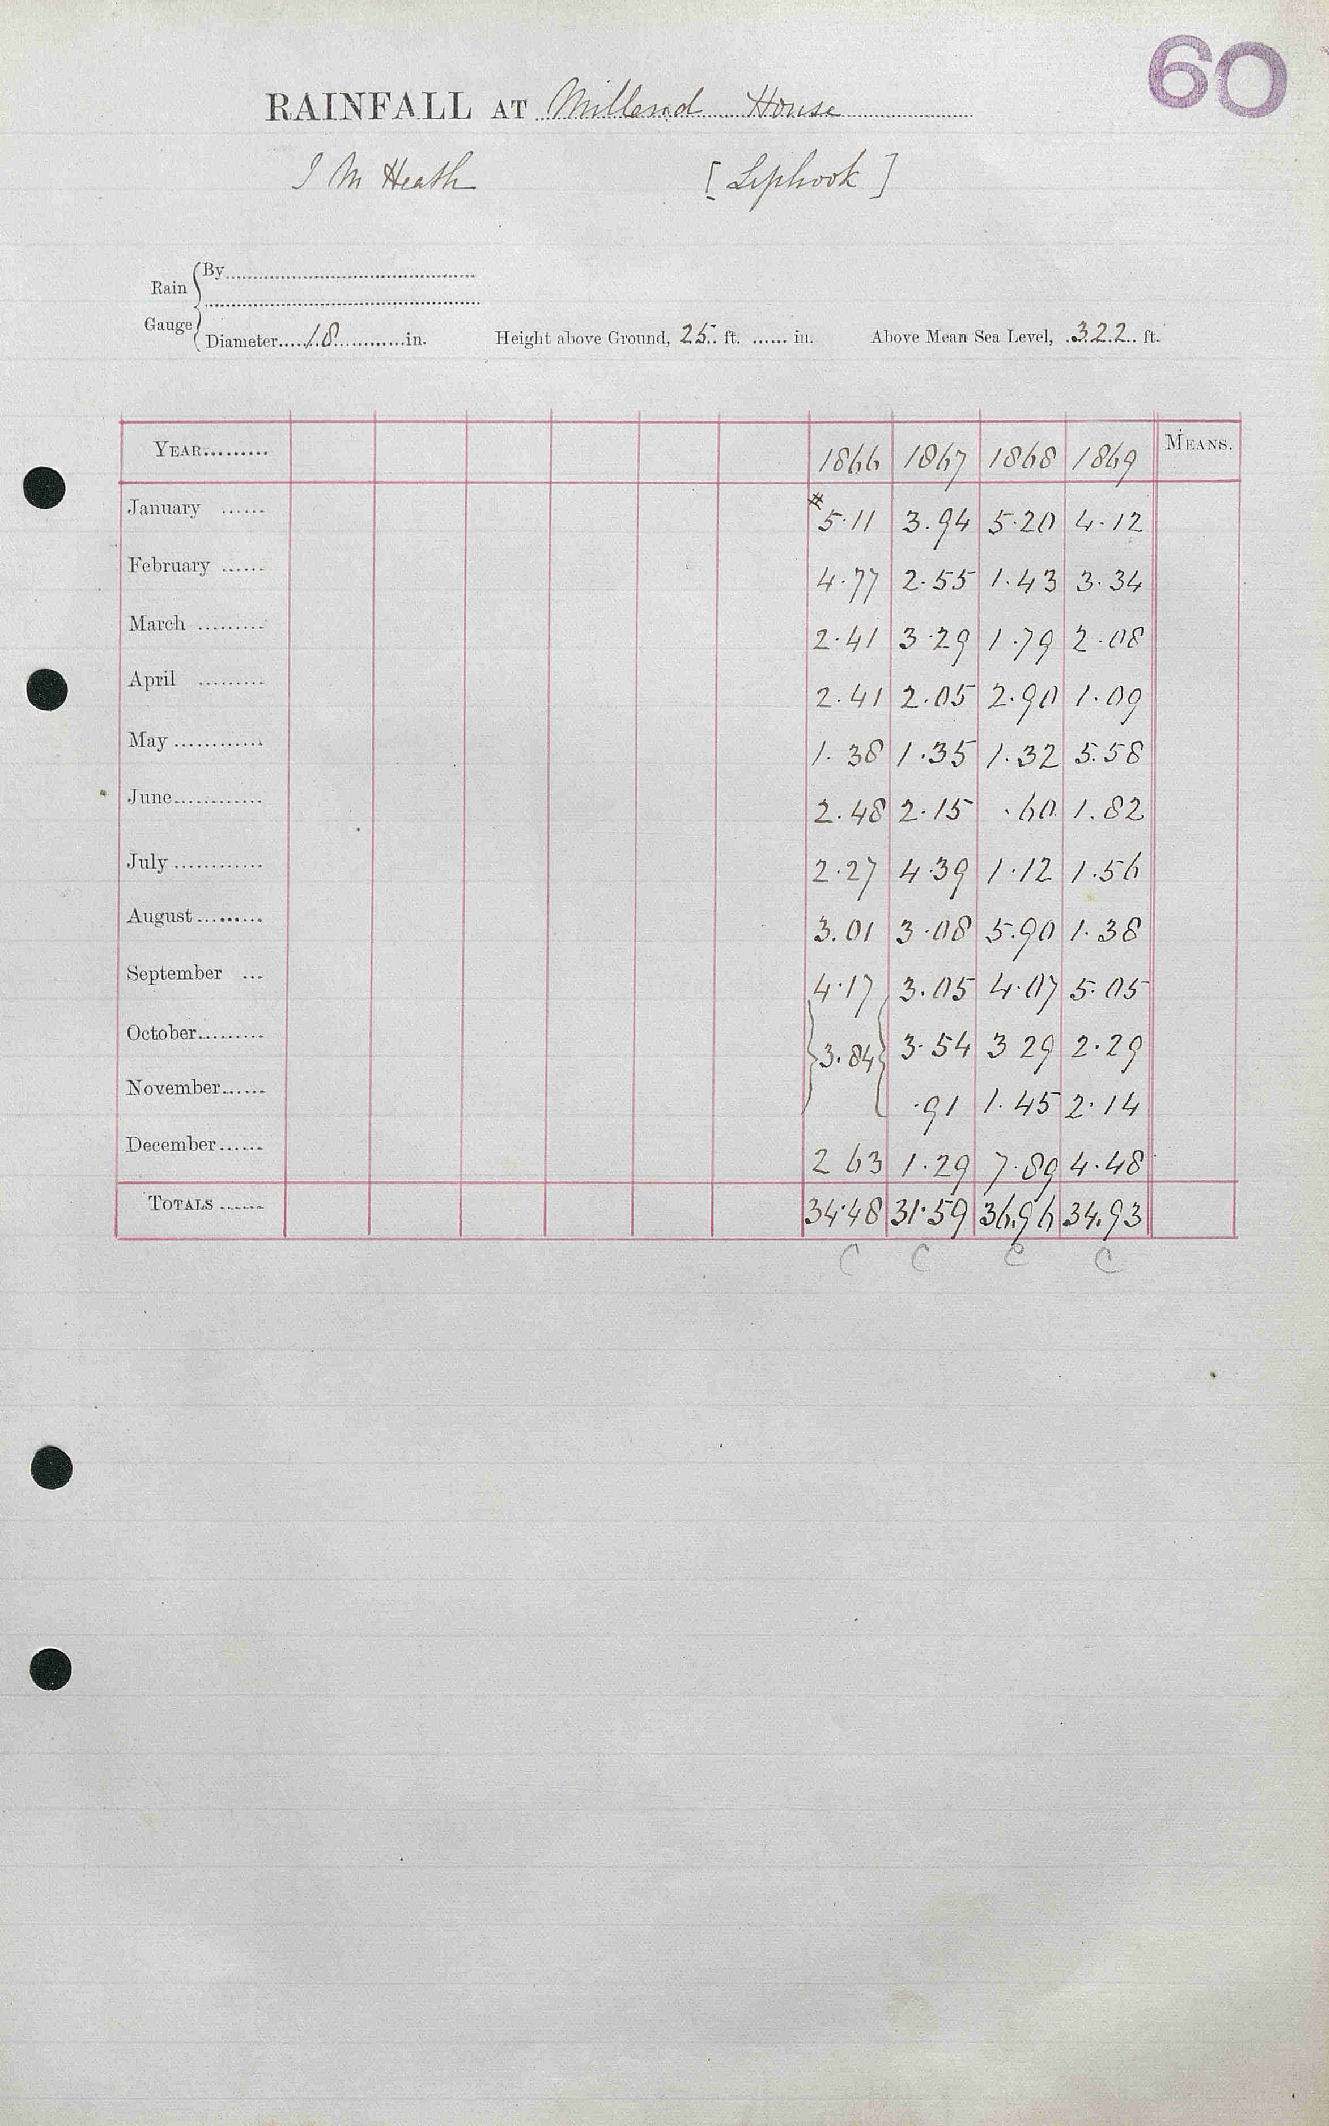 60
RAINFALL AT Milland House
J M Heath [Liphook]
Rain Gauge
By
Diameter 18 in. Height above Ground, 25 ft. in. Above Mean Sea Level, 322 ft.
YEAR 1866 1867 1868 1869 MEANS.
January #5.11 3.94 5.20 4.12
February 4.77 2.55 1.43 3.34
March 2.41 3.29 1.79 2.08
April 2.41 2.05 2.90 1.09
May 1.38 1.35 1.32 5.58
June 2.48 2.15 .60 1.82
July 2.27 4.39 1.12 1.56
August 3.01 3.08 5.90 1.38
September 4.17 3.05 4.07 5.05
October }3.84{ 3.54 3 29 2.29
November .91 1.45 2.14
December 2 63 1.29 7.89 4.48
TOTALS 34.48 31.59 36.96 34.93
C C C C